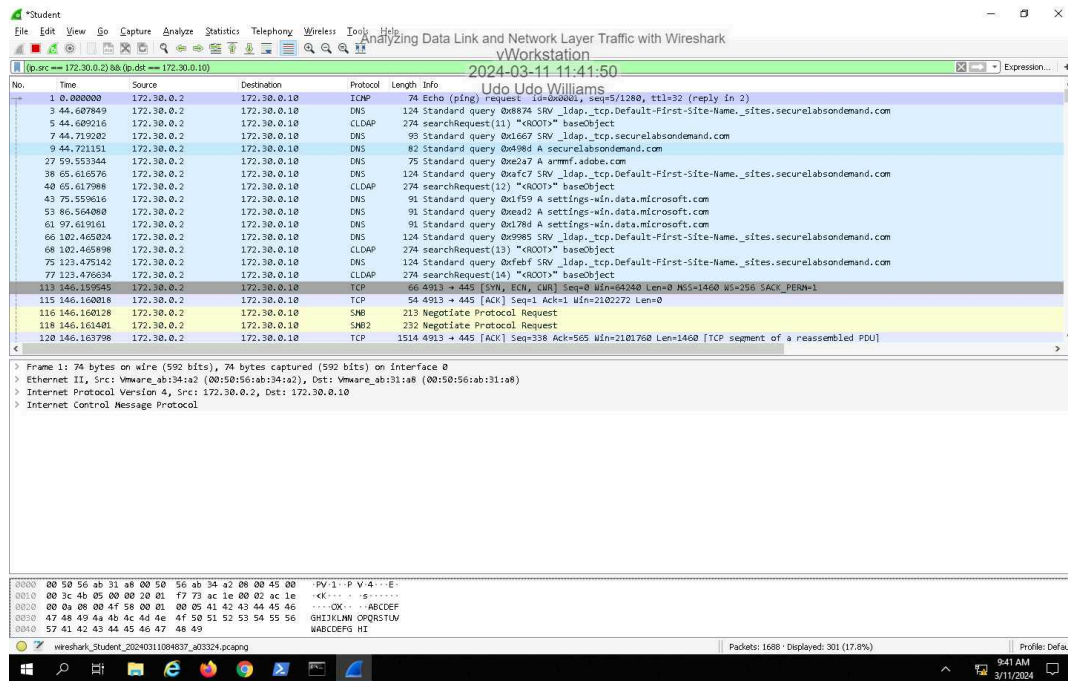 *Student
File Edit View Go Capture Analyze Statistics Telephony Wireless Tools Help
Analyzing Data Link and Network Layer Traffic with Wireshark
vWorkstation
2024-03-11 11:41:50
Udo Udo Williams
(ip.src == 172.30.0.2) && (ip.dst == 172.30.0.10) Expression... +
No. Time Source Destination Protocol Length Info
1 0.000000 172.30.0.2 172.30.0.10 ICMP 74 Echo (ping) request id=0x0001, seq=5/1280, ttl=32 (reply in 2)
3 44.607849 172.30.0.2 172.30.0.10 DNS 124 Standard query 0x8874 SRV _ldap._tcp.Default-First-Site-Name._sites.securelabsondemand.com
5 44.609216 172.30.0.2 172.30.0.10 CLDAP 274 searchRequest(11) "<ROOT>" baseObject
7 44.719202 172.30.0.2 172.30.0.10 DNS 93 Standard query 0x1667 SRV _ldap._tcp.securelabsondemand.com
9 44.721151 172.30.0.2 172.30.0.10 DNS 82 Standard query 0x498d A securelabsondemand.com
27 59.553344 172.30.0.2 172.30.0.10 DNS 75 Standard query 0xe2a7 A armmf.adobe.com
38 65.616576 172.30.0.2 172.30.0.10 DNS 124 Standard query 0xafc7 SRV _ldap._tcp.Default-First-Site-Name._sites.securelabsondemand.com
40 65.617988 172.30.0.2 172.30.0.10 CLDAP 274 searchRequest(12) "<ROOT>" baseObject
43 75.559616 172.30.0.2 172.30.0.10 DNS 91 Standard query 0x1f59 A settings-win.data.microsoft.com
53 86.564080 172.30.0.2 172.30.0.10 DNS 91 Standard query 0xead2 A settings-win.data.microsoft.com
61 97.619161 172.30.0.2 172.30.0.10 DNS 91 Standard query 0x178d A settings-win.data.microsoft.com
66 102.465024 172.30.0.2 172.30.0.10 DNS 124 Standard query 0x9985 SRV _ldap._tcp.Default-First-Site-Name._sites.securelabsondemand.com
68 102.465898 172.30.0.2 172.30.0.10 CLDAP 274 searchRequest(13) "<ROOT>" baseObject
75 123.475142 172.30.0.2 172.30.0.10 DNS 124 Standard query 0xfebf SRV _ldap._tcp.Default-First-Site-Name._sites.securelabsondemand.com
77 123.476634 172.30.0.2 172.30.0.10 CLDAP 274 searchRequest(14) "<ROOT>" baseObject
113 146.159545 172.30.0.2 172.30.0.10 TCP 66 4913 → 445 [SYN, ECN, CWR] Seq=0 Win=64240 Len=0 MSS=1460 WS=256 SACK_PERM=1
115 146.160018 172.30.0.2 172.30.0.10 TCP 54 4913 → 445 [ACK] Seq=1 Ack=1 Win=2102272 Len=0
116 146.160128 172.30.0.2 172.30.0.10 SMB 213 Negotiate Protocol Request
118 146.161401 172.30.0.2 172.30.0.10 SMB2 232 Negotiate Protocol Request
120 146.163798 172.30.0.2 172.30.0.10 TCP 1514 4913 → 445 [ACK] Seq=338 Ack=565 Win=2101760 Len=1460 [TCP segment of a reassembled PDU]
> Frame 1: 74 bytes on wire (592 bits), 74 bytes captured (592 bits) on interface 0
> Ethernet II, Src: Vmware_ab:34:a2 (00:50:56:ab:34:a2), Dst: Vmware_ab:31:a8 (00:50:56:ab:31:a8)
> Internet Protocol Version 4, Src: 172.30.0.2, Dst: 172.30.0.10
> Internet Control Message Protocol
0000 00 50 56 ab 31 a8 00 50 56 ab 34 a2 08 00 45 00 ·PV·1··P V·4···E·
0010 00 3c 4b 05 00 00 20 01 f7 73 ac 1e 00 02 ac 1e ·<K··· · ·s······
0020 00 0a 08 00 4f 58 00 01 00 05 41 42 43 44 45 46 ····OX·· ··ABCDEF
0030 47 48 49 4a 4b 4c 4d 4e 4f 50 51 52 53 54 55 56 GHIJKLMN OPQRSTUV
0040 57 41 42 43 44 45 46 47 48 49 WABCDEFG HI
wireshark_Student_20240311084837_a03324.pcapng Packets: 1688 · Displayed: 301 (17.8%) Profile: Defau
9:41 AM
3/11/2024